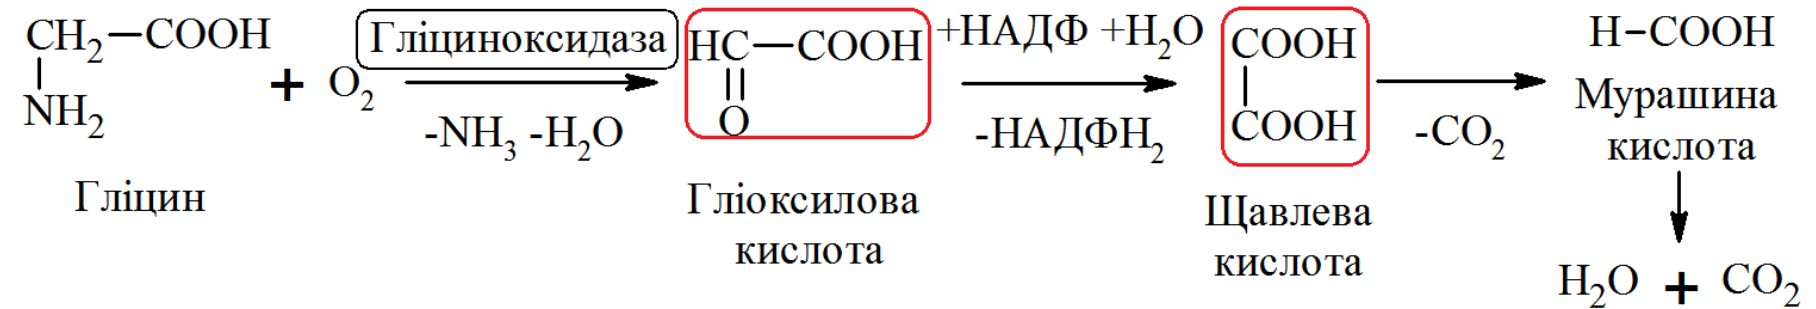 CH₂—COOH
NH₂
+ O₂
Гліцин
Гліциноксидаза
-NH₃ -H₂O
HC—COOH
O
Гліоксилова
кислота
+НАДФ +H₂O
-НАДФН₂
COOH
COOH
Щавлева
кислота
-CO₂
H–COOH
Мурашина
кислота
H₂O + CO₂